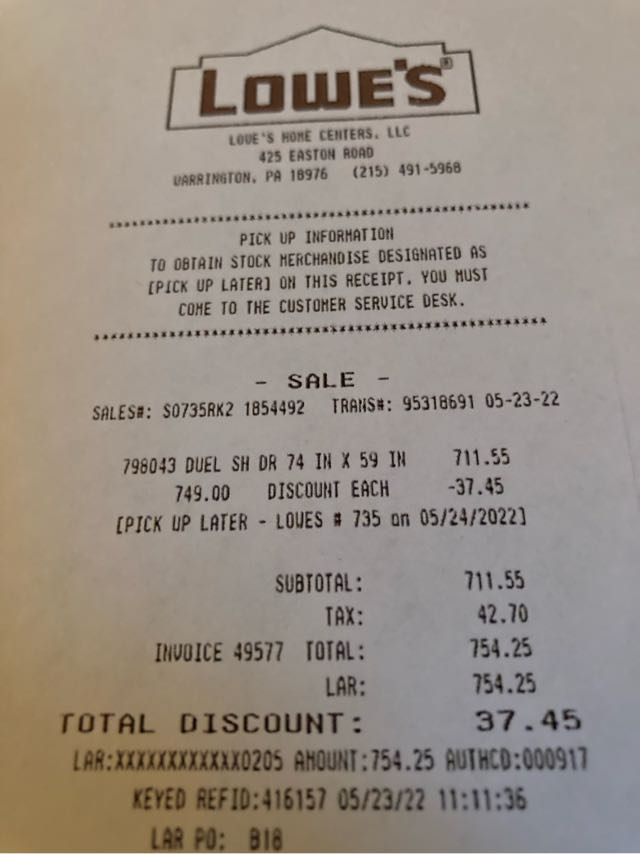 LOWE'S®
LOWE'S HOME CENTERS, LLC
425 EASTON ROAD
WARRINGTON, PA 18976 (215) 491-5968
************************************************
PICK UP INFORMATION
TO OBTAIN STOCK MERCHANDISE DESIGNATED AS
[PICK UP LATER] ON THIS RECEIPT, YOU MUST
COME TO THE CUSTOMER SERVICE DESK.
************************************************
- SALE -
SALES#: S0735RK2 1854492 TRANS#: 95318691 05-23-22
798043 DUEL SH DR 74 IN X 59 IN 711.55
749.00 DISCOUNT EACH -37.45
[PICK UP LATER - LOWES # 735 on 05/24/2022]
SUBTOTAL: 711.55
TAX: 42.70
INVOICE 49577 TOTAL: 754.25
LAR: 754.25
TOTAL DISCOUNT: 37.45
LAR:XXXXXXXXXXXX0205 AMOUNT:754.25 AUTHCD:000917
KEYED REFID:416157 05/23/22 11:11:36
LAR PO: B18